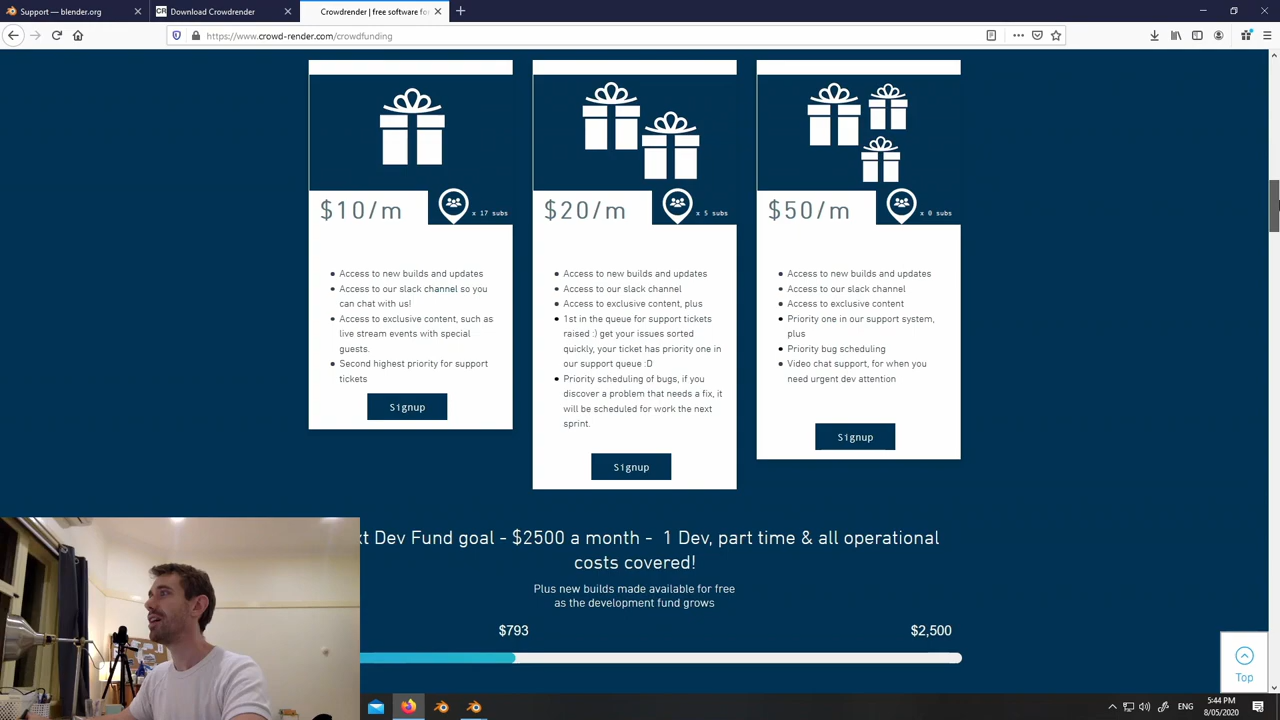 Support — blender.org
Download Crowdrender
Crowdrender | free software for
https://www.crowd-render.com/crowdfunding
$10/m
x 17 subs
Access to new builds and updates
Access to our slack channel so you
can chat with us!
Access to exclusive content, such as
live stream events with special
guests.
Second highest priority for support
tickets
Signup
$20/m
x 5 subs
Access to new builds and updates
Access to our slack channel
Access to exclusive content, plus
1st in the queue for support tickets
raised :) get your issues sorted
quickly, your ticket has priority one in
our support queue :D
Priority scheduling of bugs, if you
discover a problem that needs a fix, it
will be scheduled for work the next
sprint.
Signup
$50/m
x 0 subs
Access to new builds and updates
Access to our slack channel
Access to exclusive content
Priority one in our support system,
plus
Priority bug scheduling
Video chat support, for when you
need urgent dev attention
Signup
xt Dev Fund goal - $2500 a month - 1 Dev, part time & all operational
costs covered!
Plus new builds made available for free
as the development fund grows
$793
$2,500
Top
ENG
5:44 PM
8/05/2020